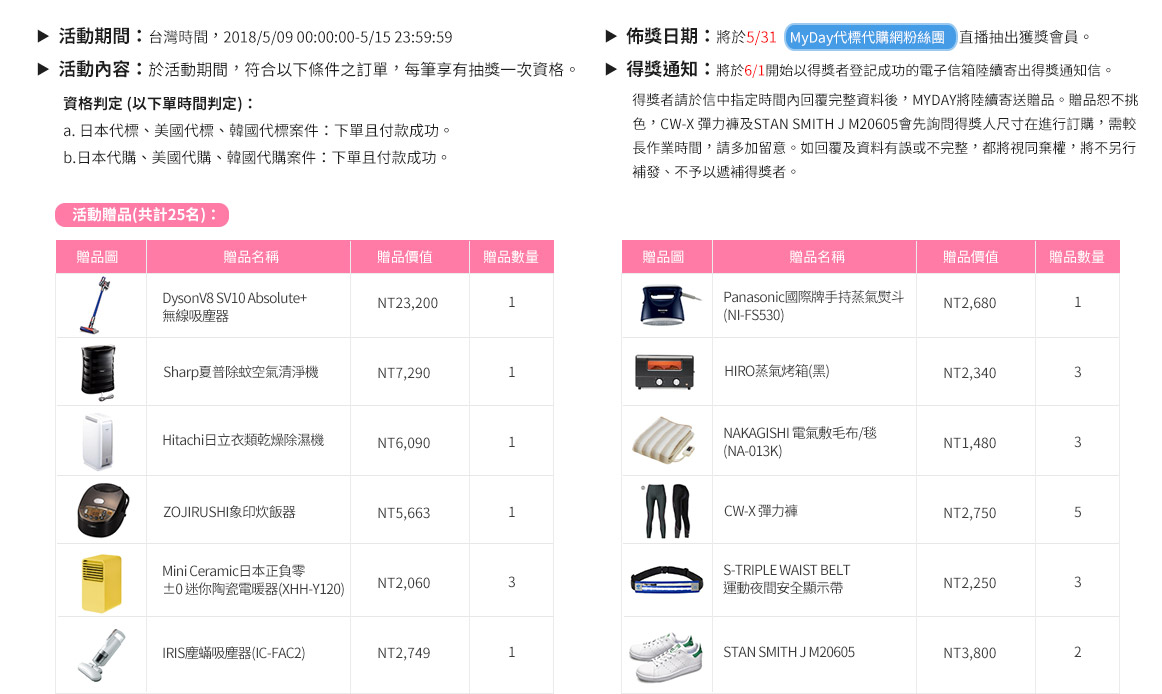 ▶ 活動期間：台灣時間，2018/5/09 00:00:00-5/15 23:59:59
▶ 活動內容：於活動期間，符合以下條件之訂單，每筆享有抽獎一次資格。
資格判定 (以下單時間判定)：
a. 日本代標、美國代標、韓國代標案件：下單且付款成功。
b.日本代購、美國代購、韓國代購案件：下單且付款成功。
▶ 佈獎日期：將於5/31 MyDay代標代購網粉絲團 直播抽出獲獎會員。
▶ 得獎通知：將於6/1開始以得獎者登記成功的電子信箱陸續寄出得獎通知信。
得獎者請於信中指定時間內回覆完整資料後，MYDAY將陸續寄送贈品。贈品恕不挑
色，CW-X 彈力褲及STAN SMITH J M20605會先詢問得獎人尺寸在進行訂購，需較
長作業時間，請多加留意。如回覆及資料有誤或不完整，都將視同棄權，將不另行
補發、不予以遞補得獎者。
活動贈品(共計25名)：
贈品圖 贈品名稱 贈品價值 贈品數量
DysonV8 SV10 Absolute+
無線吸塵器
NT23,200 1
Sharp夏普除蚊空氣清淨機 NT7,290 1
Hitachi日立衣類乾燥除濕機 NT6,090 1
ZOJIRUSHI象印炊飯器 NT5,663 1
Mini Ceramic日本正負零
±0 迷你陶瓷電暖器(XHH-Y120)
NT2,060 3
IRIS塵蟎吸塵器(IC-FAC2) NT2,749 1
贈品圖 贈品名稱 贈品價值 贈品數量
Panasonic國際牌手持蒸氣熨斗
(NI-FS530)
NT2,680 1
HIRO蒸氣烤箱(黑) NT2,340 3
NAKAGISHI 電氣敷毛布/毯
(NA-013K)
NT1,480 3
CW-X 彈力褲 NT2,750 5
S-TRIPLE WAIST BELT
運動夜間安全顯示帶
NT2,250 3
STAN SMITH J M20605 NT3,800 2